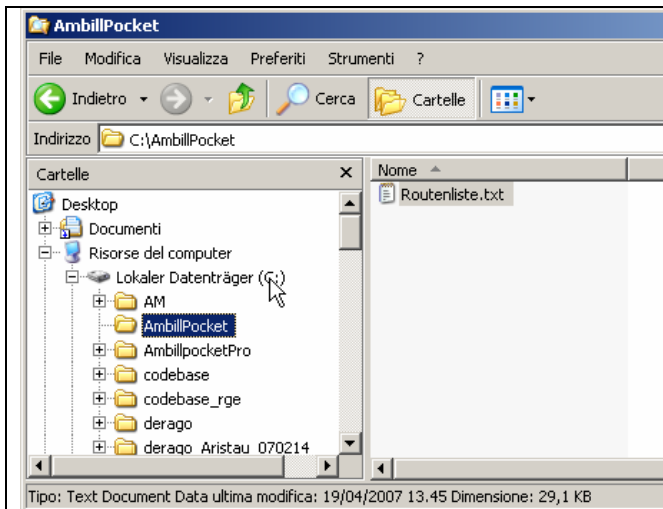 AmbillPocket
File Modifica Visualizza Preferiti Strumenti ?
Indietro Cerca Cartelle
Indirizzo C:\AmbillPocket
Cartelle
Desktop
Documenti
Risorse del computer
Lokaler Datenträger (C:)
AM
AmbillPocket
AmbillpocketPro
codebase
codebase_rge
derago
derago_Aristau_070214
Nome
Routenliste.txt
Tipo: Text Document Data ultima modifica: 19/04/2007 13.45 Dimensione: 29,1 KB